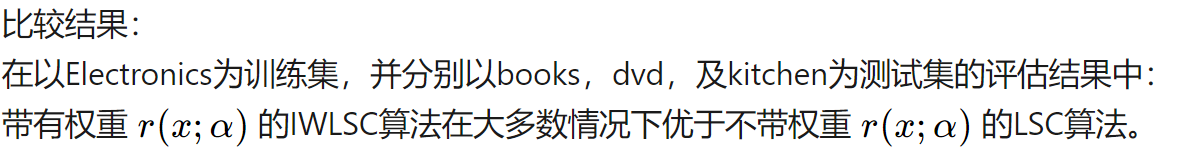 比较结果：
在以Electronics为训练集，并分别以books，dvd，及kitchen为测试集的评估结果中：
带有权重 r(x; α) 的IWLSC算法在大多数情况下优于不带权重 r(x; α) 的LSC算法。